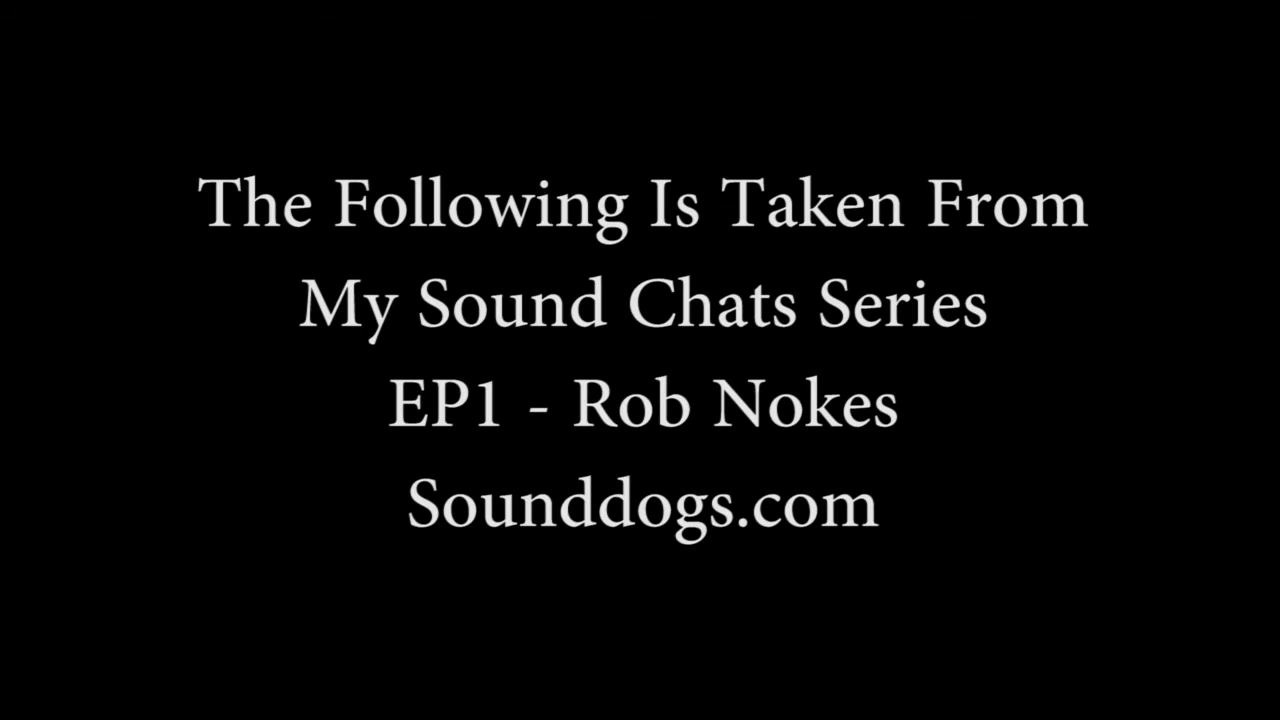 The Following Is Taken From
My Sound Chats Series
EP1 - Rob Nokes
Sounddogs.com